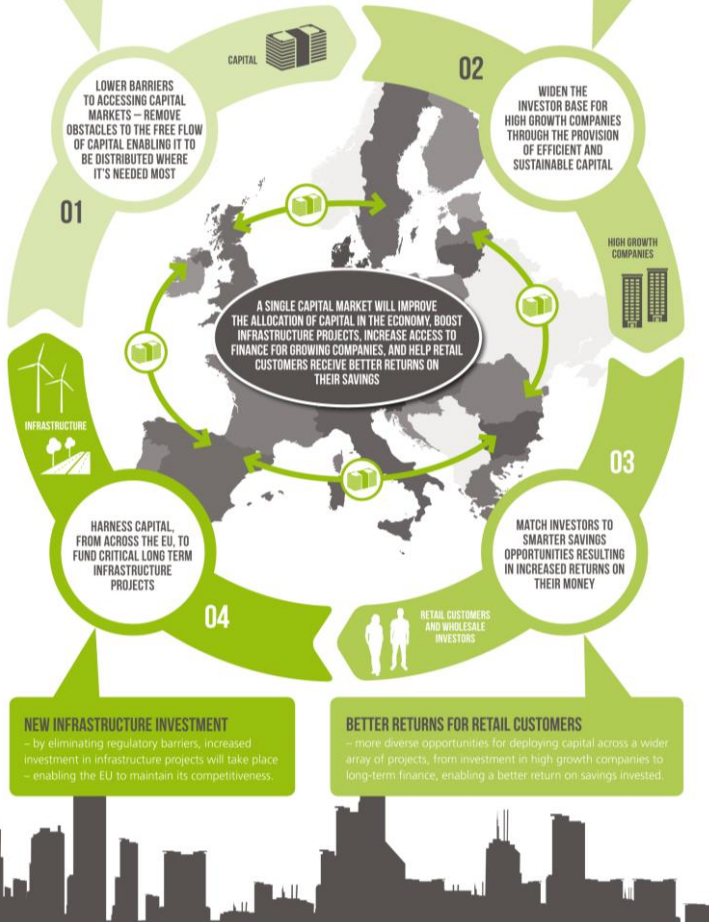 CAPITAL
LOWER BARRIERS
TO ACCESSING CAPITAL
MARKETS – REMOVE
OBSTACLES TO THE FREE FLOW
OF CAPITAL ENABLING IT TO
BE DISTRIBUTED WHERE
IT'S NEEDED MOST
01
02
WIDEN THE
INVESTOR BASE FOR
HIGH GROWTH COMPANIES
THROUGH THE PROVISION
OF EFFICIENT AND
SUSTAINABLE CAPITAL
HIGH GROWTH
COMPANIES
A SINGLE CAPITAL MARKET WILL IMPROVE
THE ALLOCATION OF CAPITAL IN THE ECONOMY, BOOST
INFRASTRUCTURE PROJECTS, INCREASE ACCESS TO
FINANCE FOR GROWING COMPANIES, AND HELP RETAIL
CUSTOMERS RECEIVE BETTER RETURNS ON
THEIR SAVINGS
INFRASTRUCTURE
03
MATCH INVESTORS TO
SMARTER SAVINGS
OPPORTUNITIES RESULTING
IN INCREASED RETURNS ON
THEIR MONEY
HARNESS CAPITAL,
FROM ACROSS THE EU, TO
FUND CRITICAL LONG TERM
INFRASTRUCTURE
PROJECTS
04
RETAIL CUSTOMERS
AND WHOLESALE
INVESTORS
NEW INFRASTRUCTURE INVESTMENT
– by eliminating regulatory barriers, increased
investment in infrastructure projects will take place
– enabling the EU to maintain its competitiveness.
BETTER RETURNS FOR RETAIL CUSTOMERS
– more diverse opportunities for deploying capital across a wider
array of projects, from investment in high growth companies to
long-term finance, enabling a better return on savings invested.